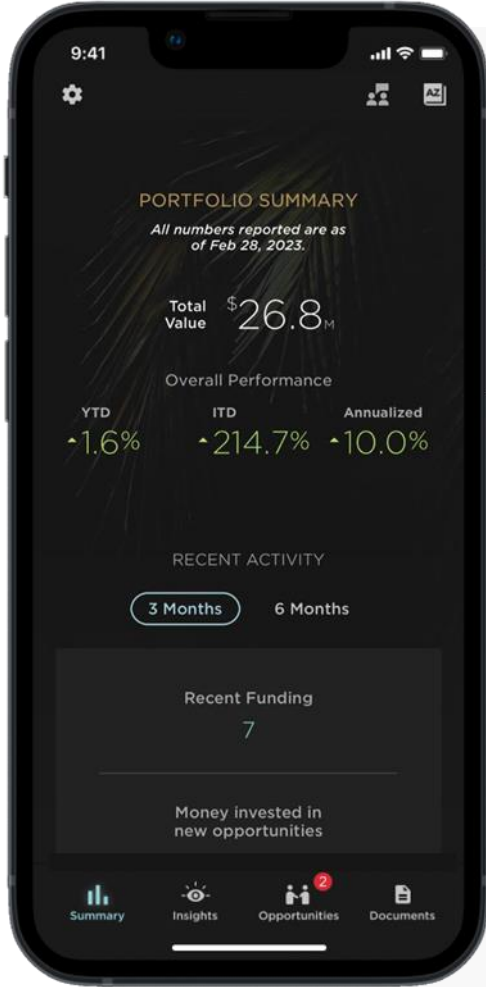 9:41
AZ
PORTFOLIO SUMMARY
All numbers reported are as
of Feb 28, 2023.
Total
Value
$26.8M
Overall Performance
YTD ITD Annualized
1.6% 214.7% 10.0%
RECENT ACTIVITY
3 Months 6 Months
Recent Funding
7
Money invested in
new opportunities
2
Summary Insights Opportunities Documents